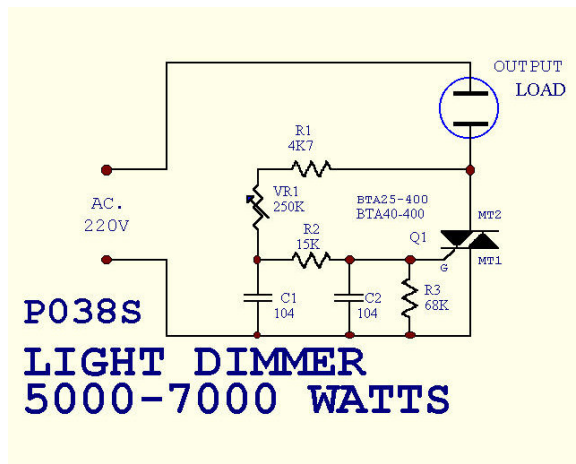 OUTPUT
LOAD
R1
4K7
VR1
250K
BTA25-400
BTA40-400
AC.
220V
R2
15K
Q1
MT2
MT1
G
C1
104
C2
104
R3
68K
P038S
LIGHT DIMMER
5000-7000 WATTS